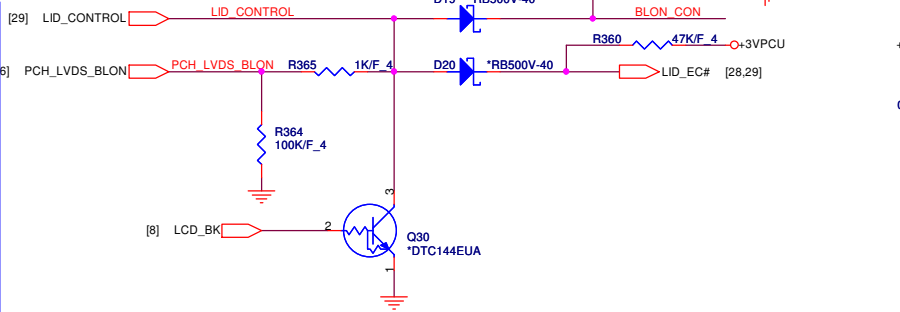 [29] LID_CONTROL LID_CONTROL BLON_CON
R360 47K/F_4 +3VPCU
PCH_LVDS_BLON PCH_LVDS_BLON R365 1K/F_4 D20 *RB500V-40 LID_EC# [28,29]
R364
100K/F_4
3
[8] LCD_BK 2
Q30
*DTC144EUA
1